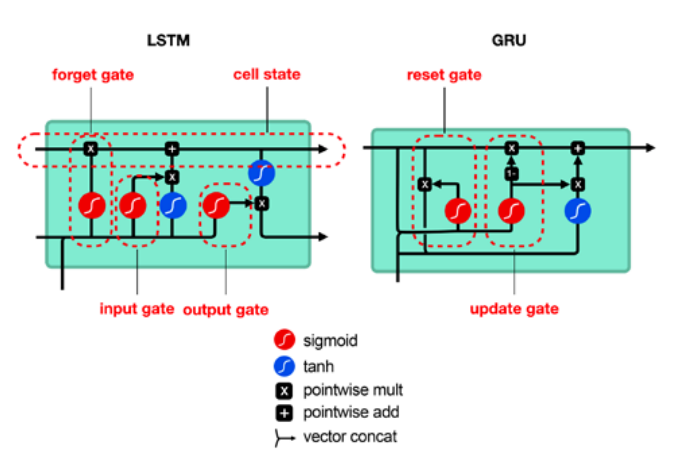 LSTM
GRU
forget gate
cell state
reset gate
x
+
x
x
x
1-
+
x
x
input gate
output gate
update gate
sigmoid
tanh
x pointwise mult
+ pointwise add
vector concat